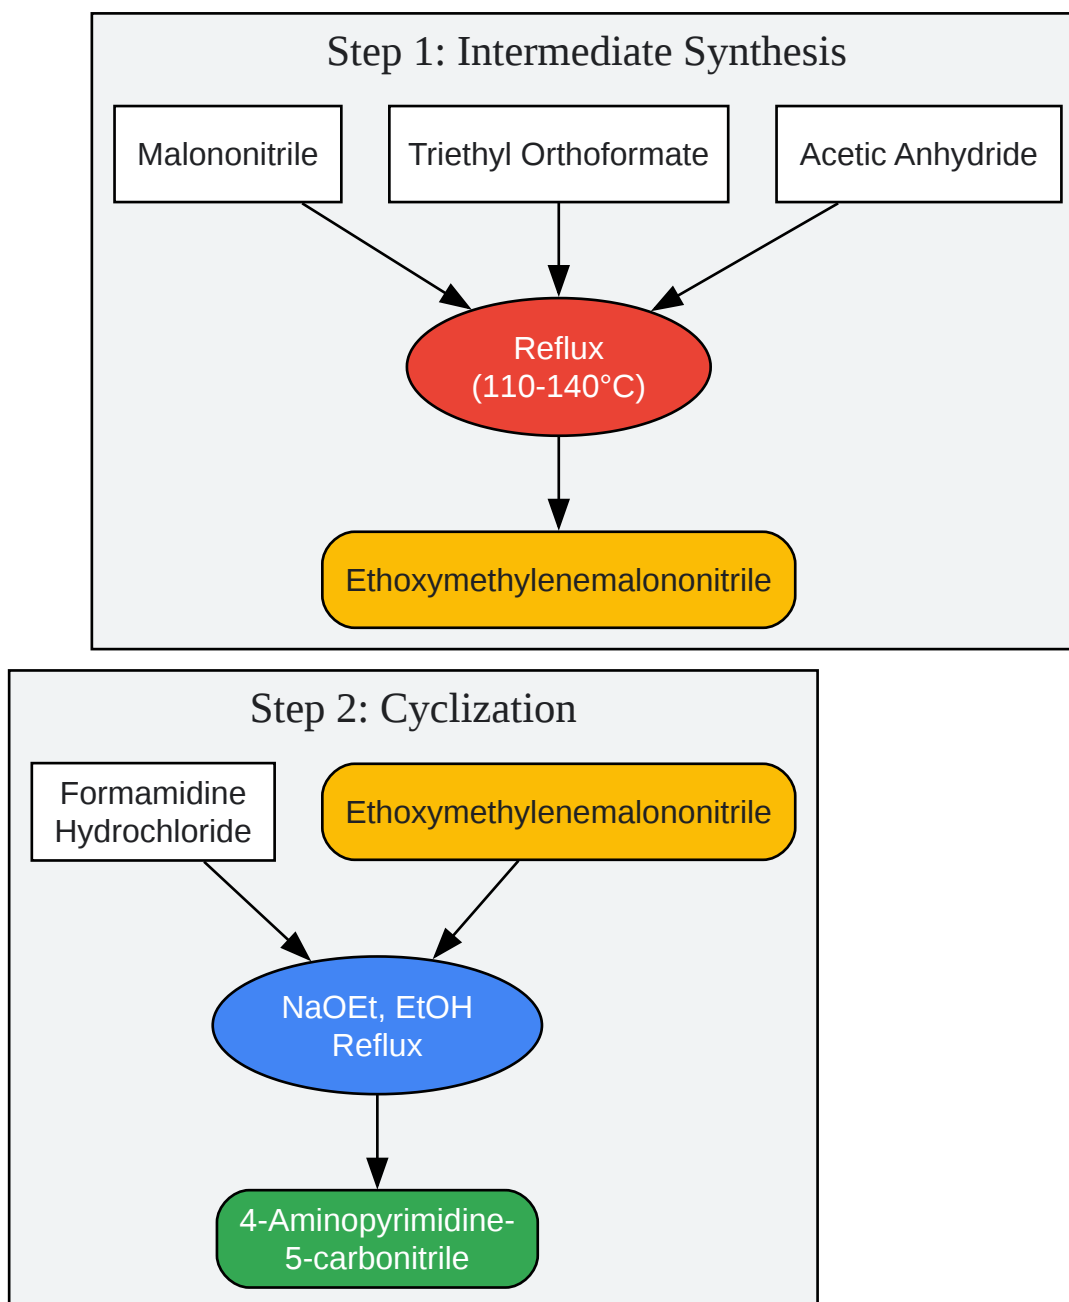 Step 1: Intermediate Synthesis
Malononitrile
Triethyl Orthoformate
Acetic Anhydride
Reflux
(110-140°C)
Ethoxymethylenemalononitrile
Step 2: Cyclization
Formamidine
Hydrochloride
Ethoxymethylenemalononitrile
NaOEt, EtOH
Reflux
4-Aminopyrimidine-
5-carbonitrile